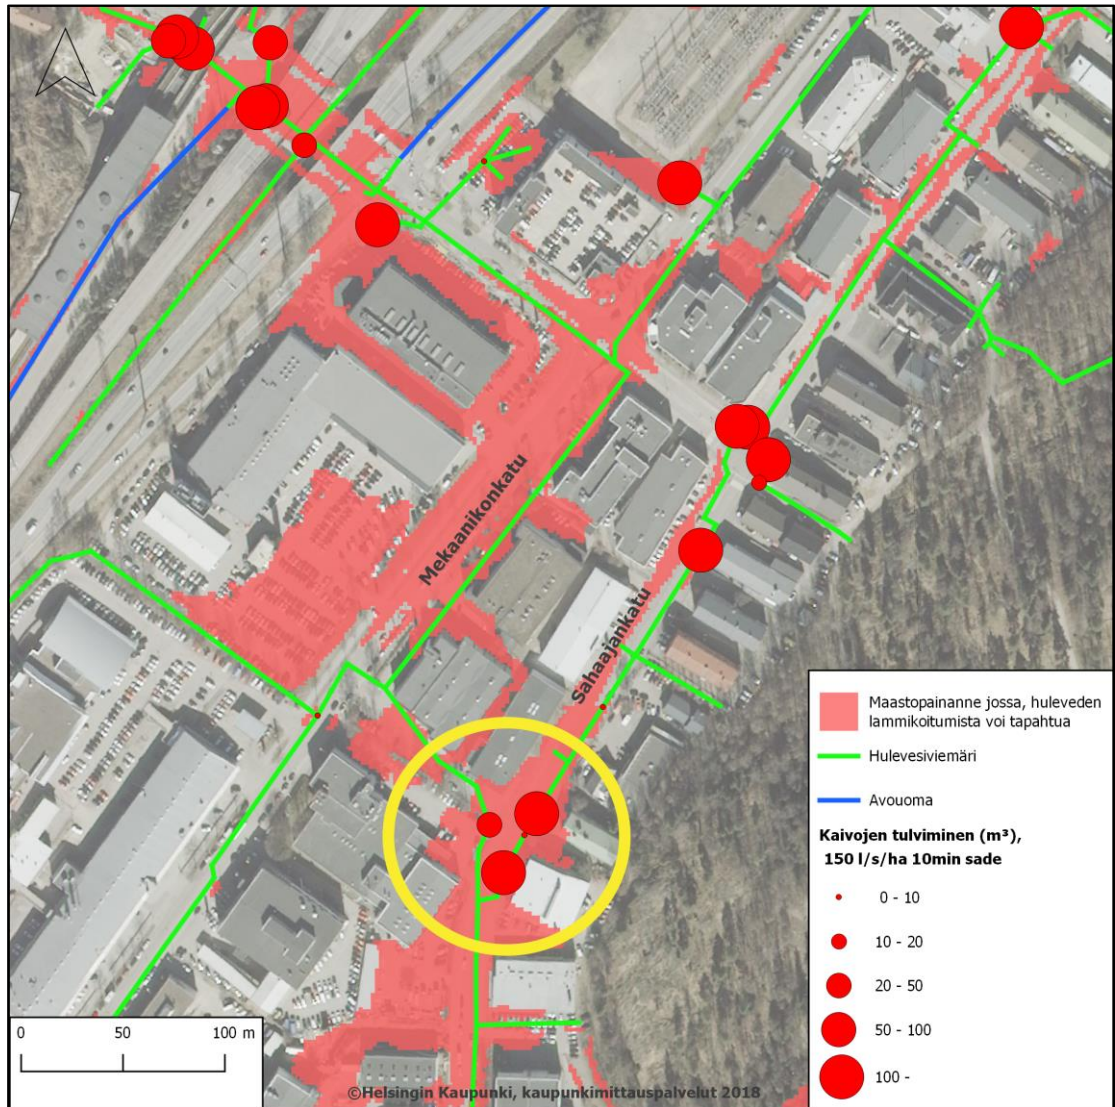 Mekaanikonkatu
Sahaajankatu
Maastopainanne jossa, huleveden
lammikoitumista voi tapahtua
Hulevesiviemäri
Avouoma
Kaivojen tulviminen (m³),
150 l/s/ha 10min sade
0 - 10
10 - 20
20 - 50
50 - 100
100 -
0 50 100 m
©Helsingin Kaupunki, kaupunkimittauspalvelut 2018